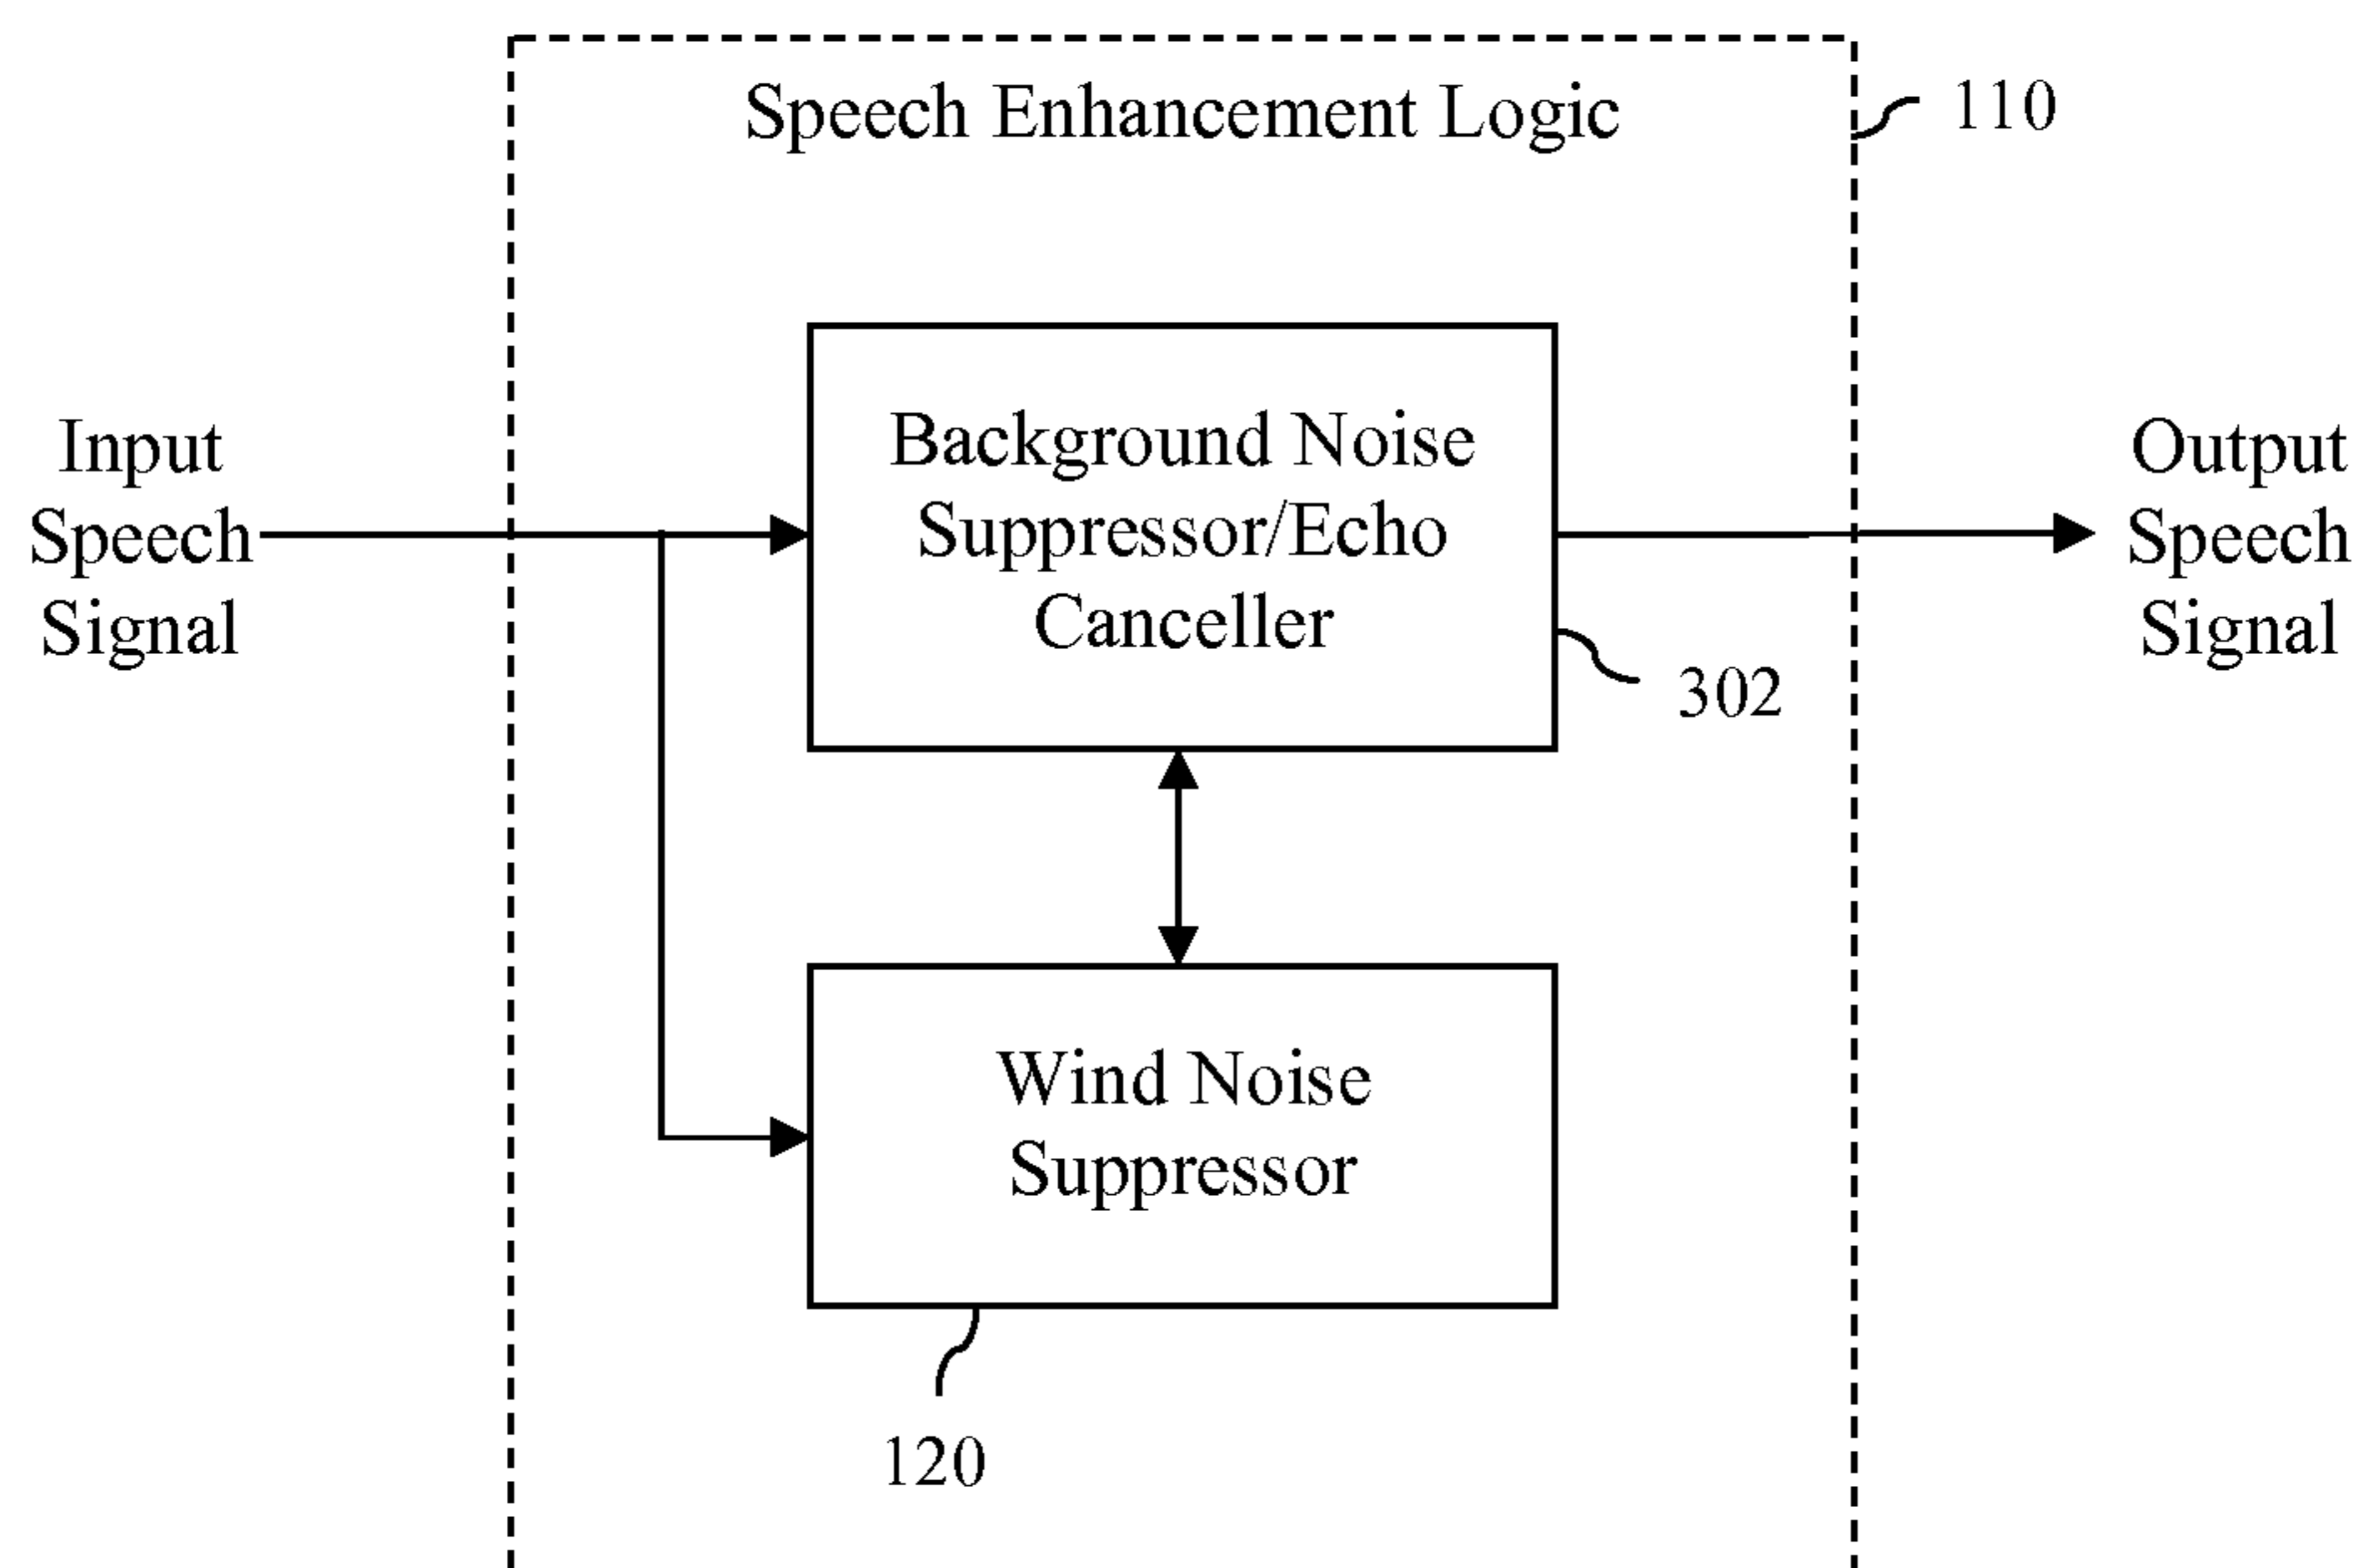 Speech Enhancement Logic
110
Input
Speech
Signal
Background Noise
Suppressor/Echo
Canceller
302
Output
Speech
Signal
Wind Noise
Suppressor
120